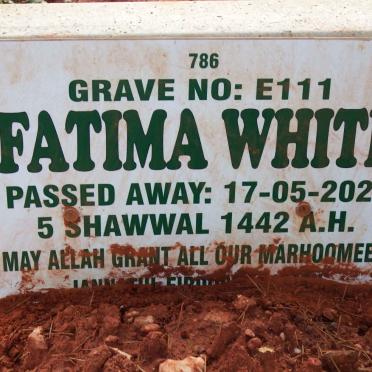 786
GRAVE NO: E111
FATIMA WHIT
PASSED AWAY: 17-05-202
5 SHAWWAL 1442 A.H.
MAY ALLAH GRANT ALL OUR MARHOOMEE